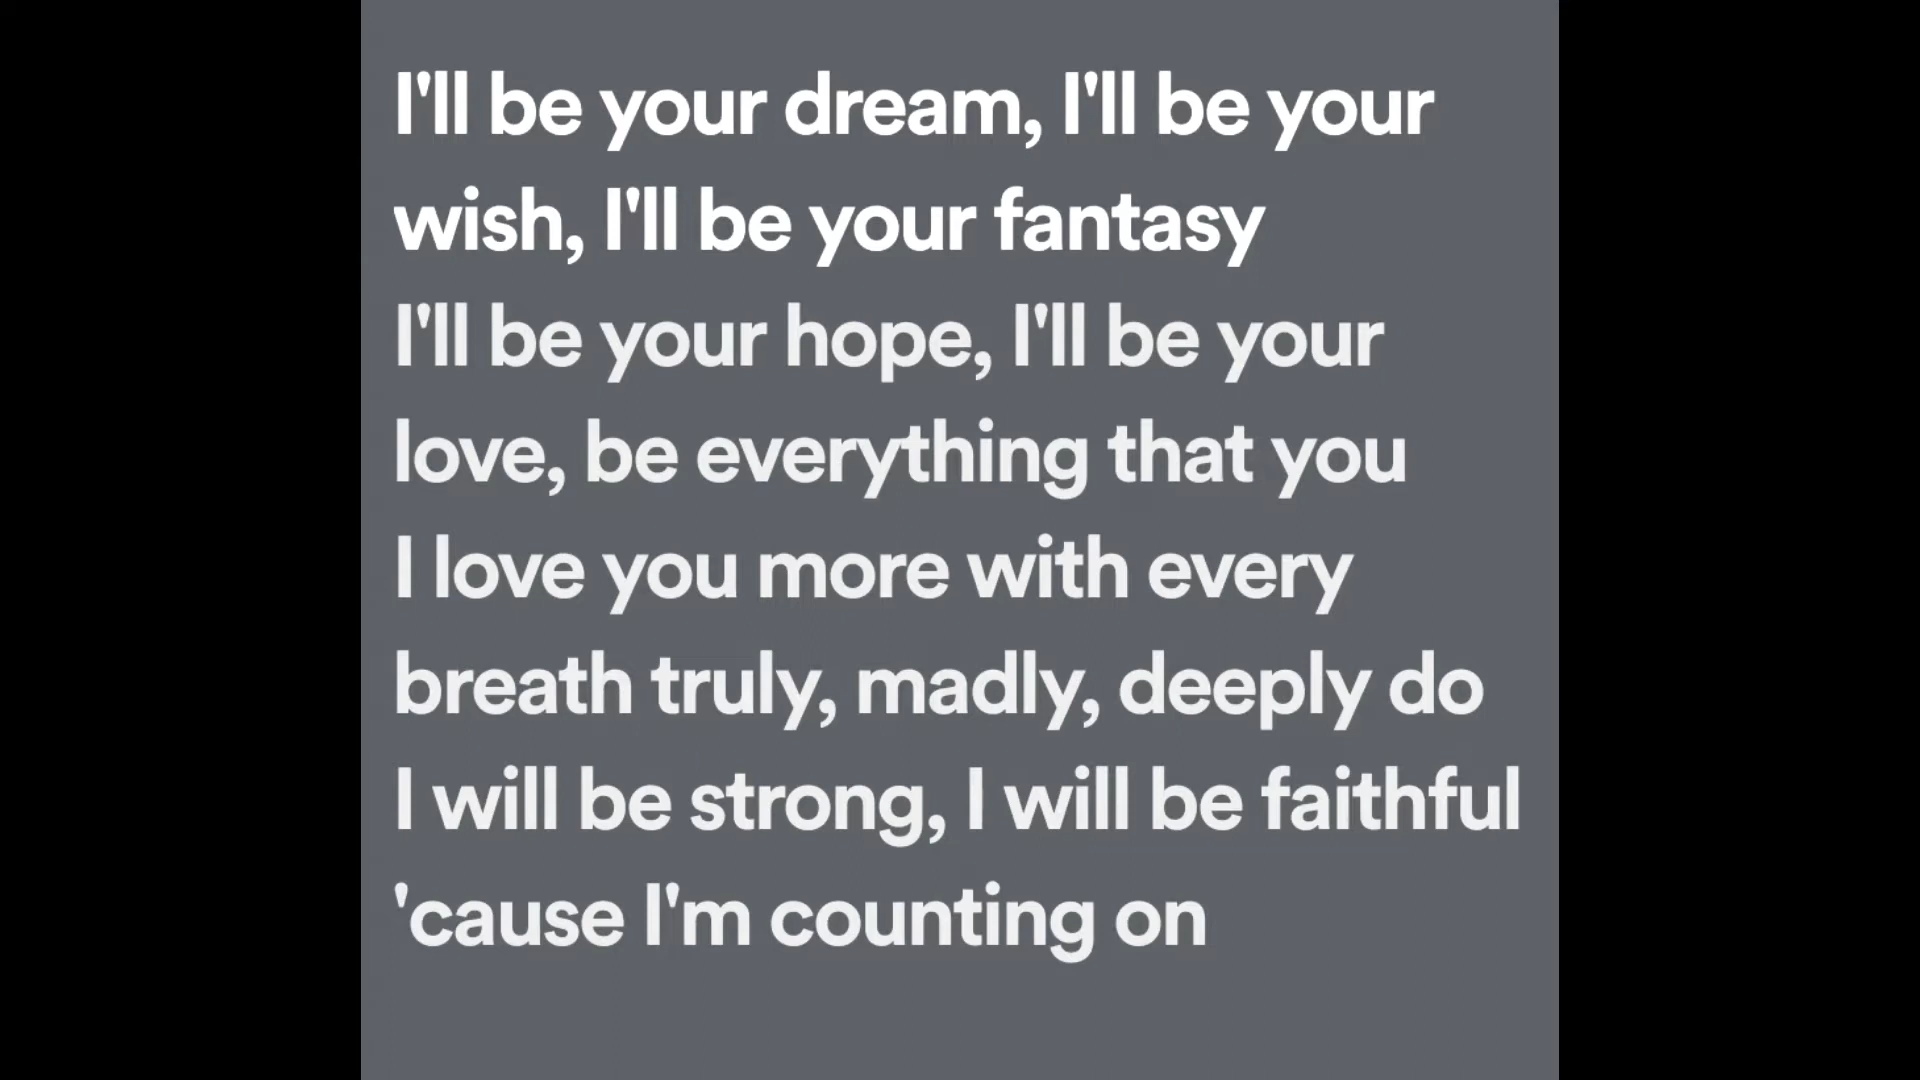 I'll be your dream, I'll be your
wish, I'll be your fantasy
I'll be your hope, I'll be your
love, be everything that you
I love you more with every
breath truly, madly, deeply do
I will be strong, I will be faithful
'cause I'm counting on